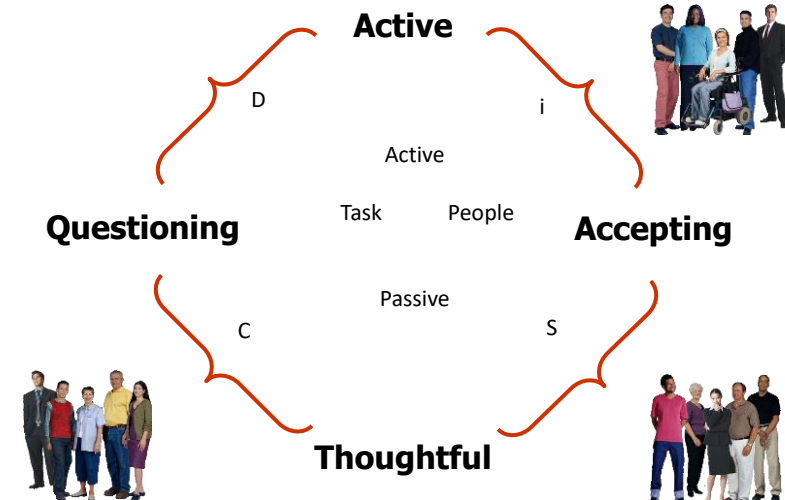 Active
D
i
Active
Task People
Questioning
Accepting
Passive
C
S
Thoughtful